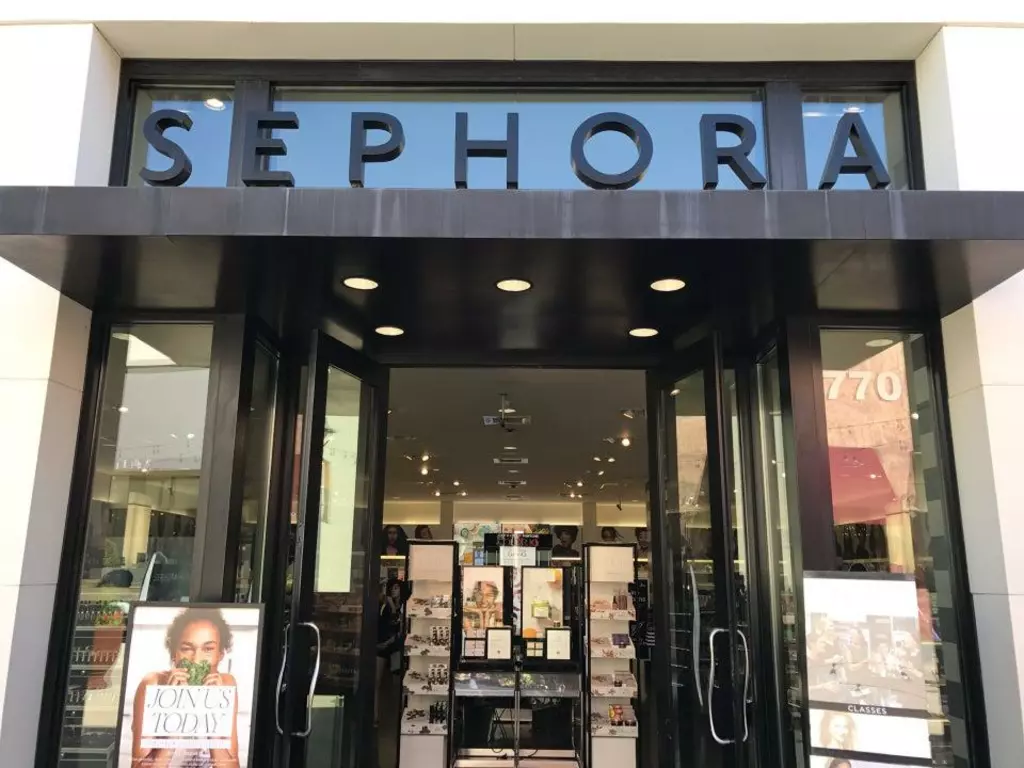 SEPHORA
770
JOIN US
TODAY
CLASSES